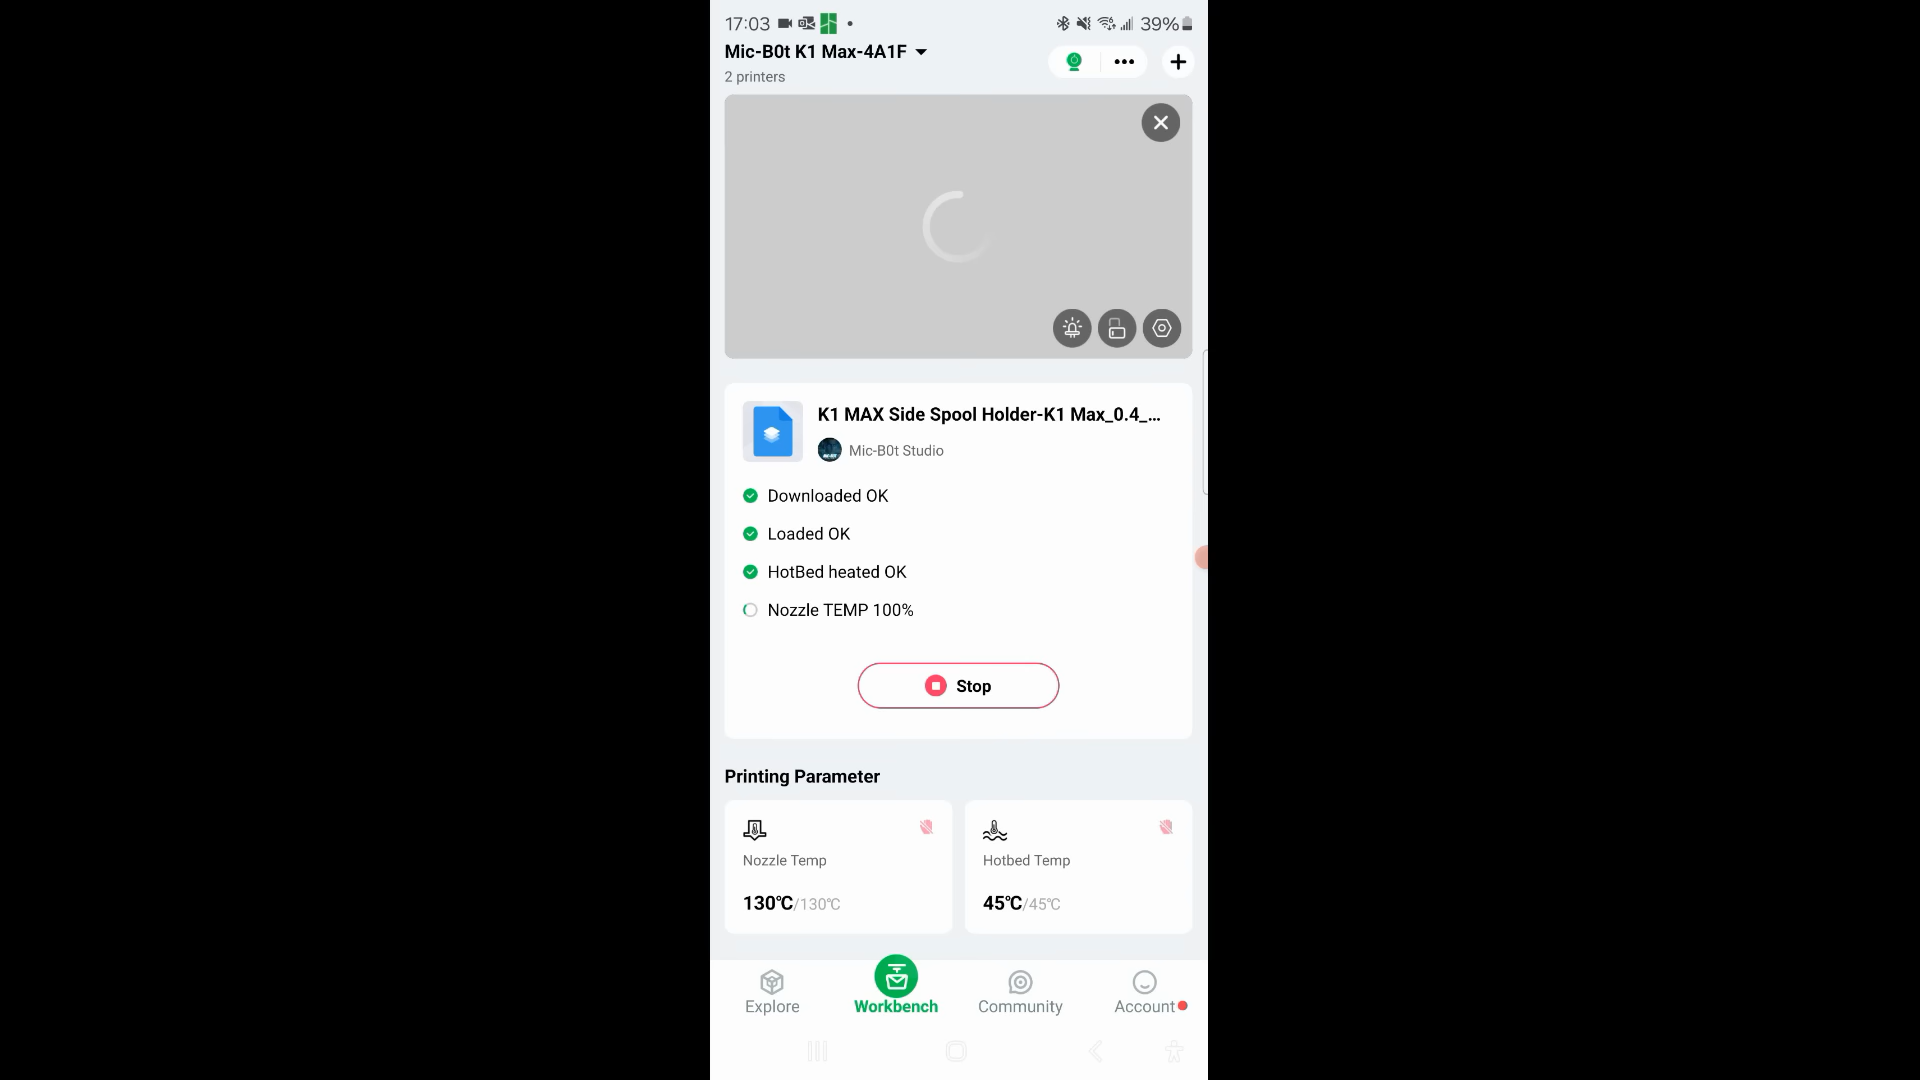 17:03
39%
Mic-B0t K1 Max-4A1F
2 printers
K1 MAX Side Spool Holder-K1 Max_0.4_...
Mic-B0t Studio
Downloaded OK
Loaded OK
HotBed heated OK
Nozzle TEMP 100%
Stop
Printing Parameter
Nozzle Temp
Hotbed Temp
130℃/130℃
45℃/45℃
Explore
Workbench
Community
Account